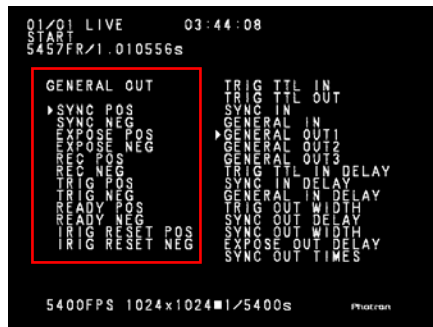 01/01 LIVE 03:44:08
START
5457FR/1.010556s
GENERAL OUT
▶SYNC POS
SYNC NEG
EXPOSE POS
EXPOSE NEG
REC POS
REC NEG
TRIG POS
TRIG NEG
READY POS
READY NEG
IRIG RESET POS
IRIG RESET NEG
TRIG TTL IN
TRIG TTL OUT
SYNC IN
GENERAL IN
▶GENERAL OUT1
GENERAL OUT2
GENERAL OUT3
TRIG TTL IN DELAY
SYNC IN DELAY
GENERAL IN DELAY
TRIG OUT WIDTH
SYNC OUT DELAY
SYNC OUT WIDTH
EXPOSE OUT DELAY
SYNC OUT TIMES
5400FPS 1024x1024■1/5400s Photron